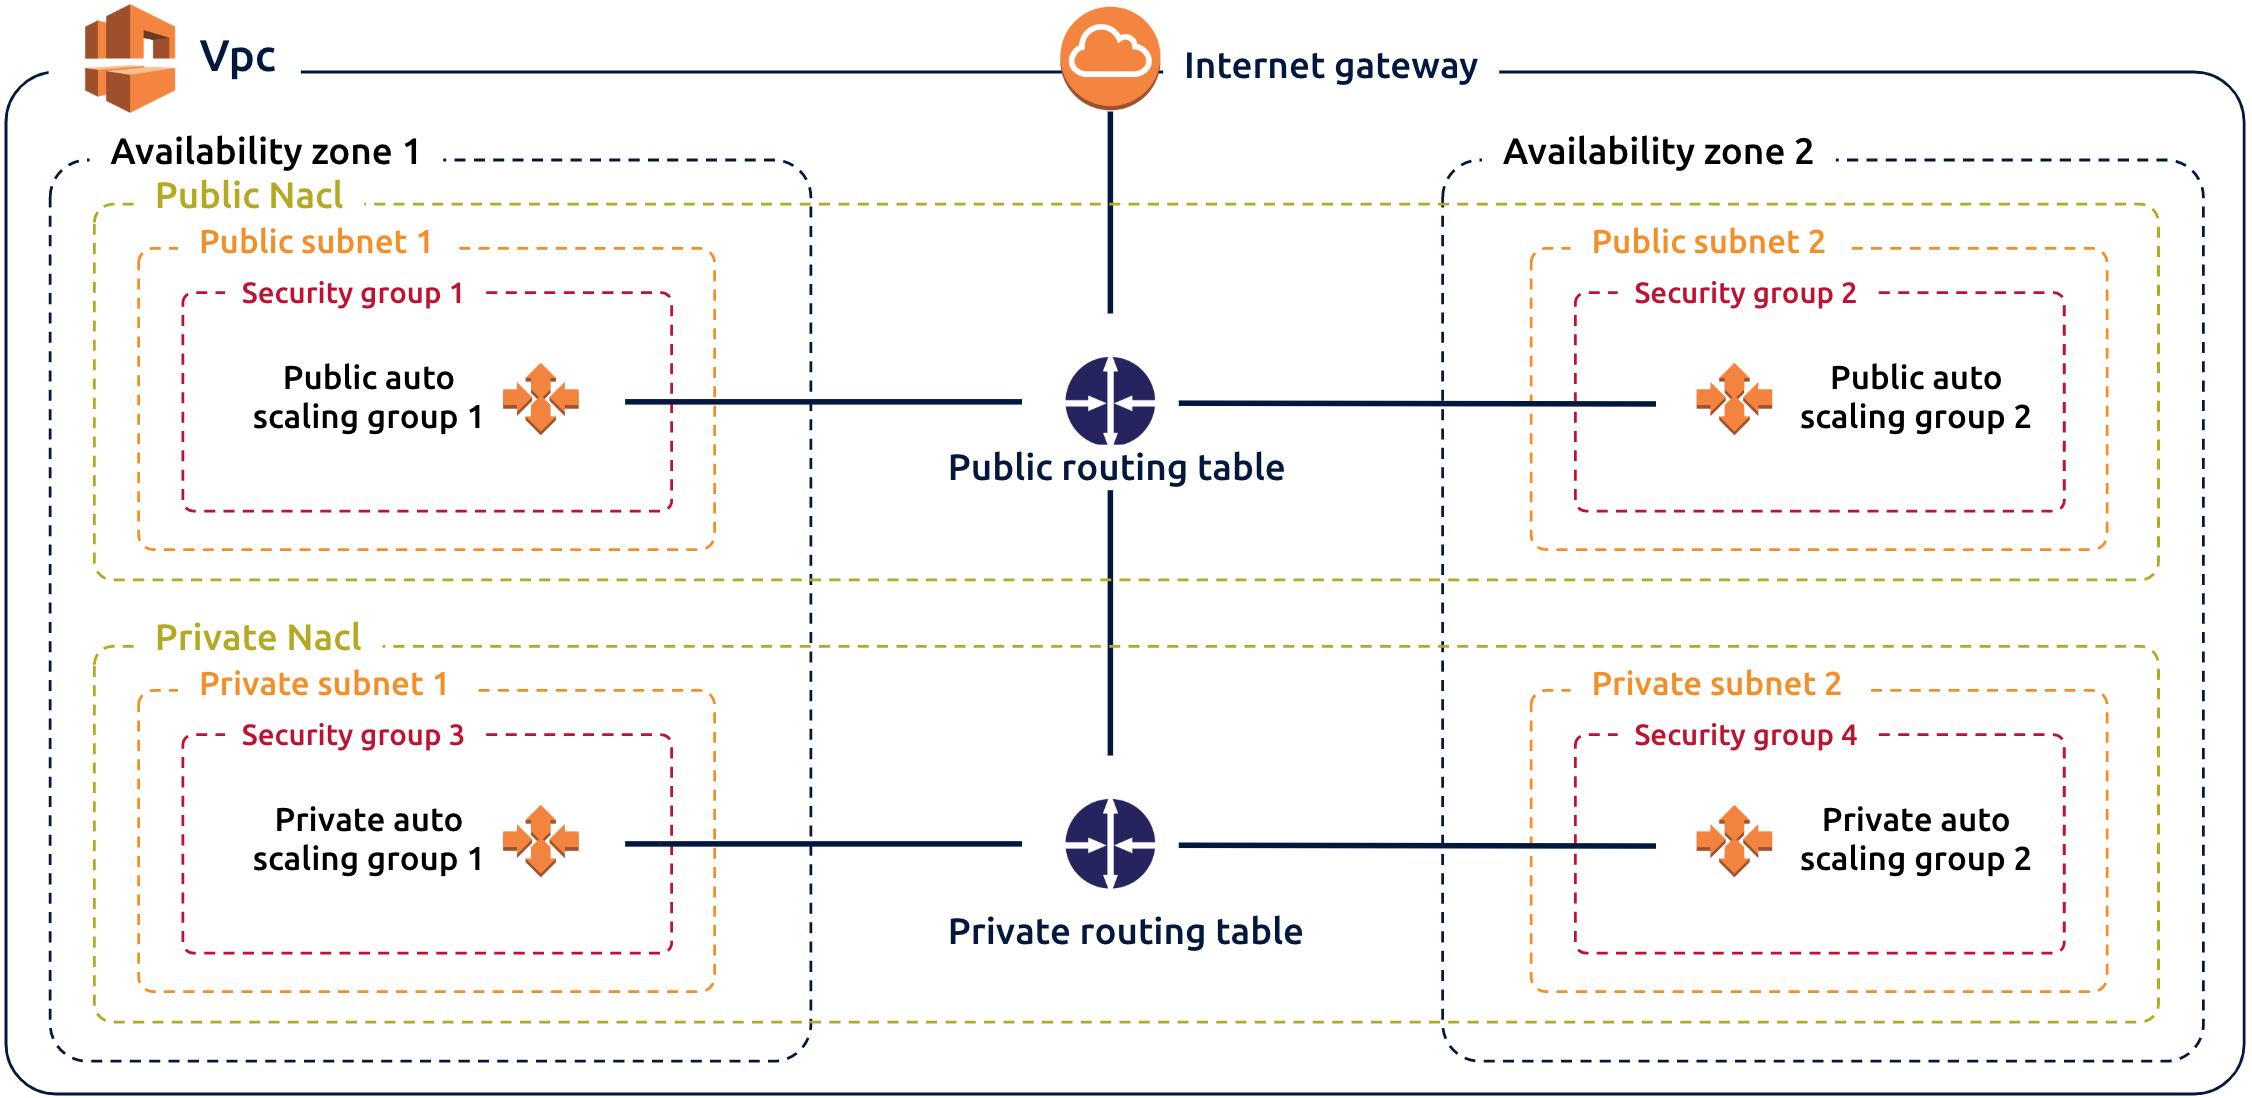 Vpc
Internet gateway
Availability zone 1
Availability zone 2
Public Nacl
Public subnet 1
Public subnet 2
Security group 1
Security group 2
Public auto
scaling group 1
Public auto
scaling group 2
Public routing table
Private Nacl
Private subnet 1
Private subnet 2
Security group 3
Security group 4
Private auto
scaling group 1
Private auto
scaling group 2
Private routing table